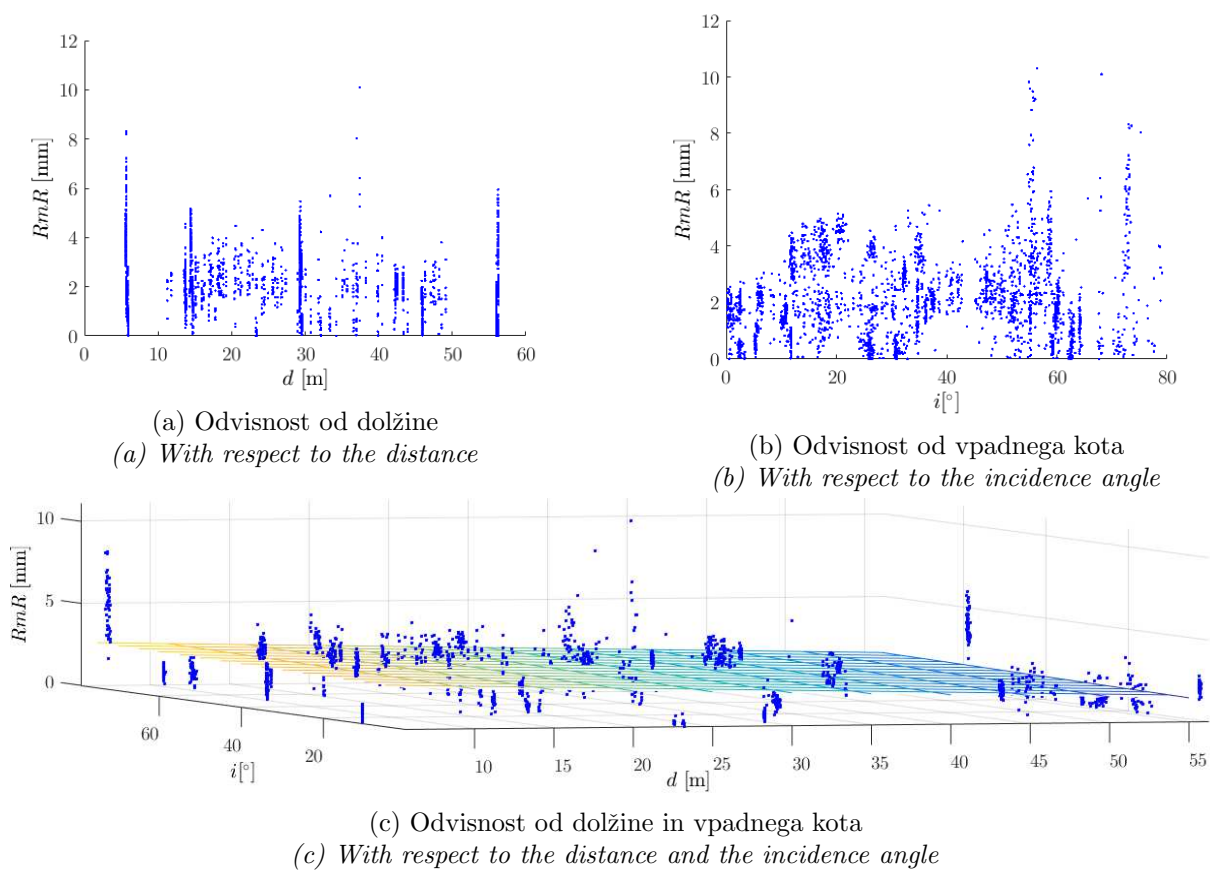 12
10
8
6
4
2
0
RmR [mm]
0 10 20 30 40 50 60
d [m]
(a) Odvisnost od dolžine
(a) With respect to the distance
12
10
8
6
4
2
0
RmR [mm]
0 20 40 60 80
i[°]
(b) Odvisnost od vpadnega kota
(b) With respect to the incidence angle
10
5
0
RmR [mm]
60 40 20
i[°]
10 15 20 25 30 35 40 45 50 55
d [m]
(c) Odvisnost od dolžine in vpadnega kota
(c) With respect to the distance and the incidence angle